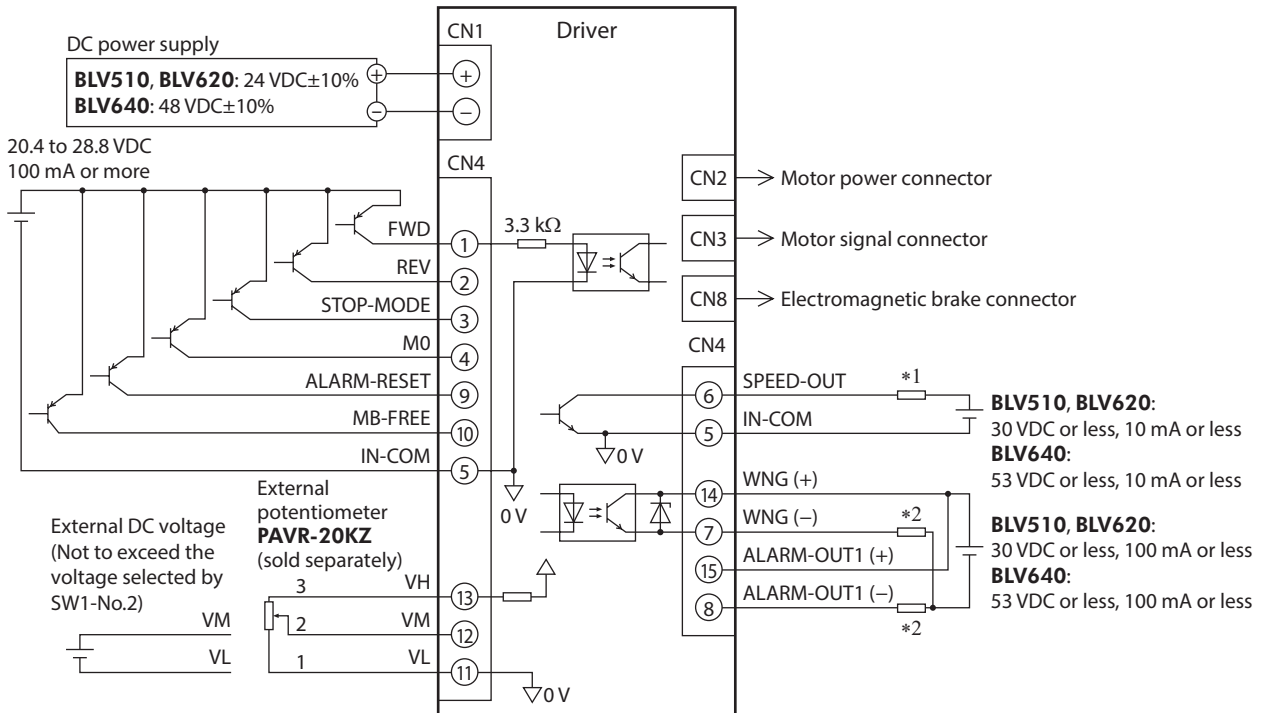 Driver
DC power supply
BLV510, BLV620: 24 VDC±10%
BLV640: 48 VDC±10%
+
−
CN1
+
−
20.4 to 28.8 VDC
100 mA or more
CN4
FWD
1
3.3 kΩ
REV
2
STOP-MODE
3
M0
4
ALARM-RESET
9
MB-FREE
10
IN-COM
5
0 V
External DC voltage
(Not to exceed the
voltage selected by
SW1-No.2)
VM
VL
External
potentiometer
PAVR-20KZ
(sold separately)
3
VH
13
2
VM
12
1
VL
11
0 V
CN2
Motor power connector
CN3
Motor signal connector
CN8
Electromagnetic brake connector
CN4
6
SPEED-OUT
*1
5
IN-COM
0 V
BLV510, BLV620:
30 VDC or less, 10 mA or less
BLV640:
53 VDC or less, 10 mA or less
14
WNG (+)
7
WNG (−)
*2
15
ALARM-OUT1 (+)
8
ALARM-OUT1 (−)
*2
BLV510, BLV620:
30 VDC or less, 100 mA or less
BLV640:
53 VDC or less, 100 mA or less